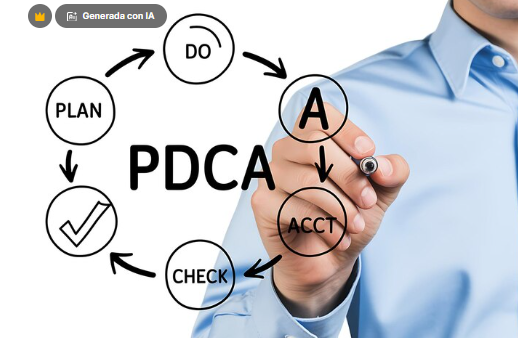 Generada con IA
DO
PLAN
A
PDCA
ACCT
CHECK